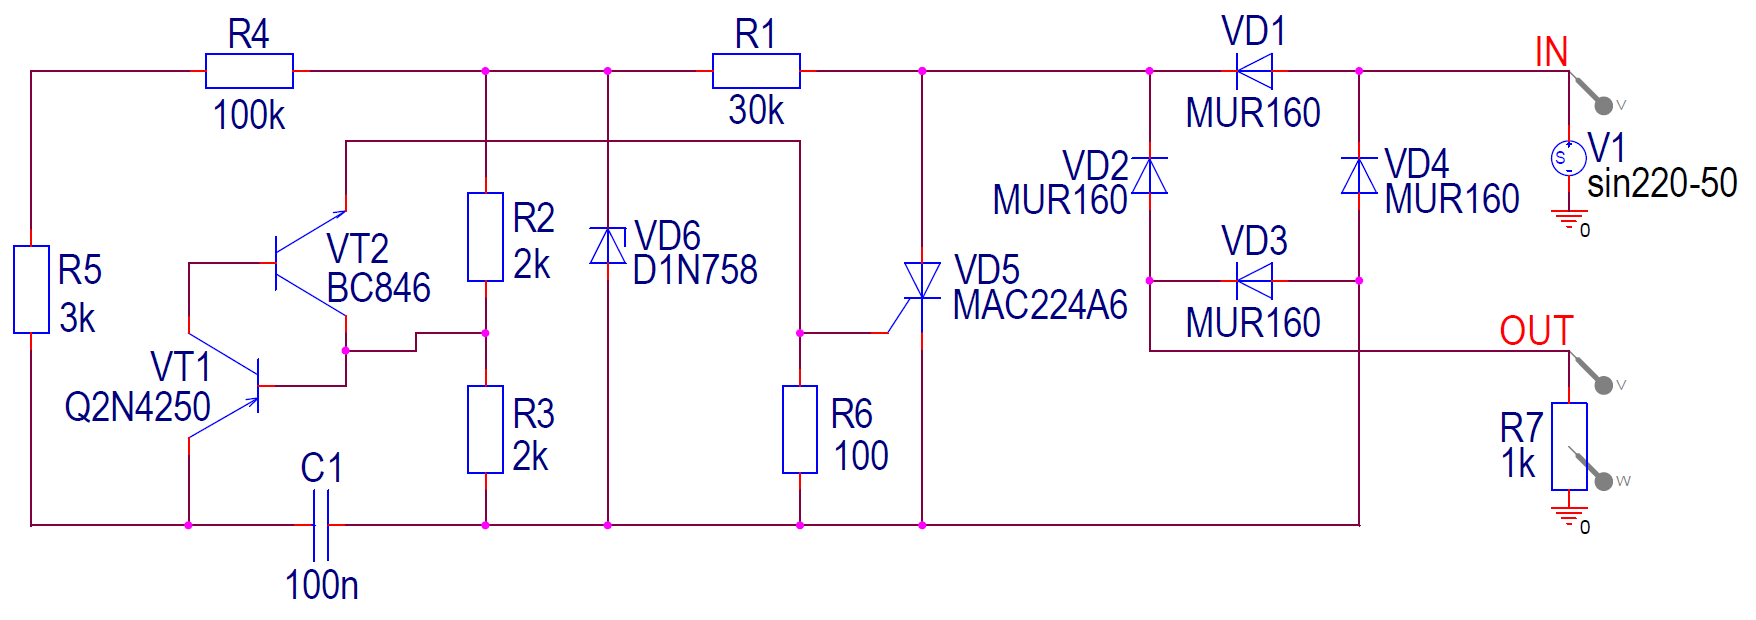 R4
100k
R1
30k
VD1
MUR160
IN
V
V1
sin220-50
S
0
VD2
MUR160
VD4
MUR160
R2
2k
VD6
D1N758
VT2
BC846
R5
3k
VD3
MUR160
VD5
MAC224A6
OUT
V
VT1
Q2N4250
R3
2k
R6
100
R7
1k
W
C1
100n
0